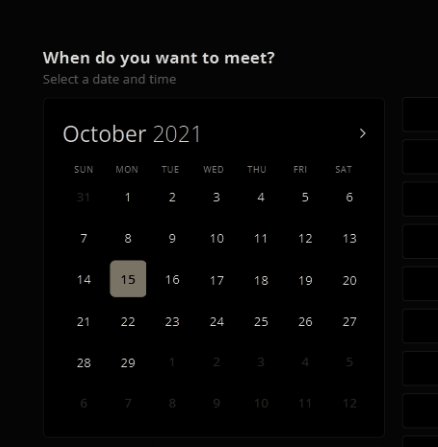 When do you want to meet?
Select a date and time
October 2021
SUN MON TUE WED THU FRI SAT
31 1 2 3 4 5 6
7 8 9 10 11 12 13
14 15 16 17 18 19 20
21 22 23 24 25 26 27
28 29 1 2 3 4 5
6 7 8 9 10 11 12